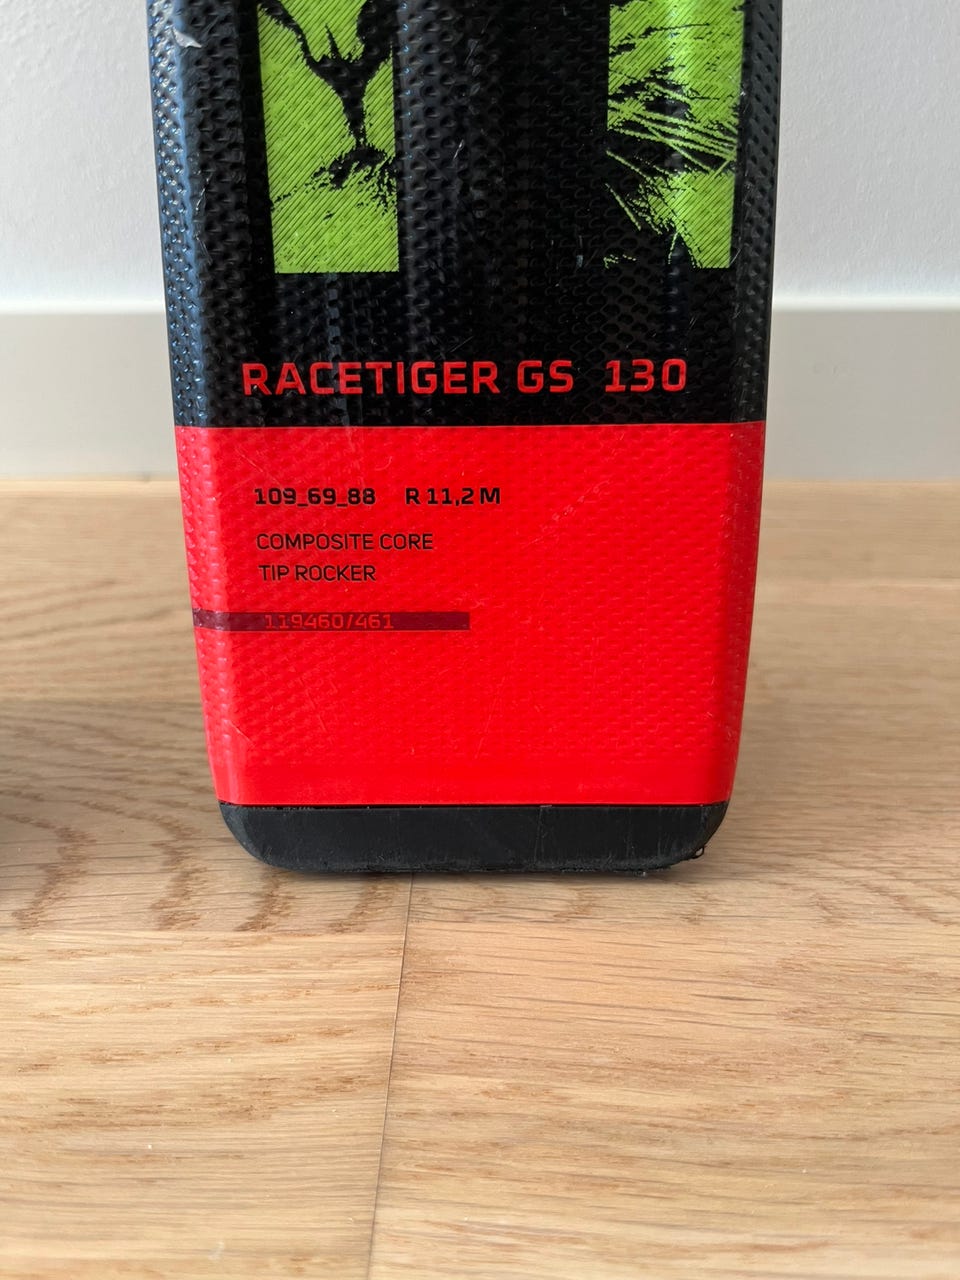 RACETIGER GS 130
109_69_88 R 11,2 M
COMPOSITE CORE
TIP ROCKER
119460/461